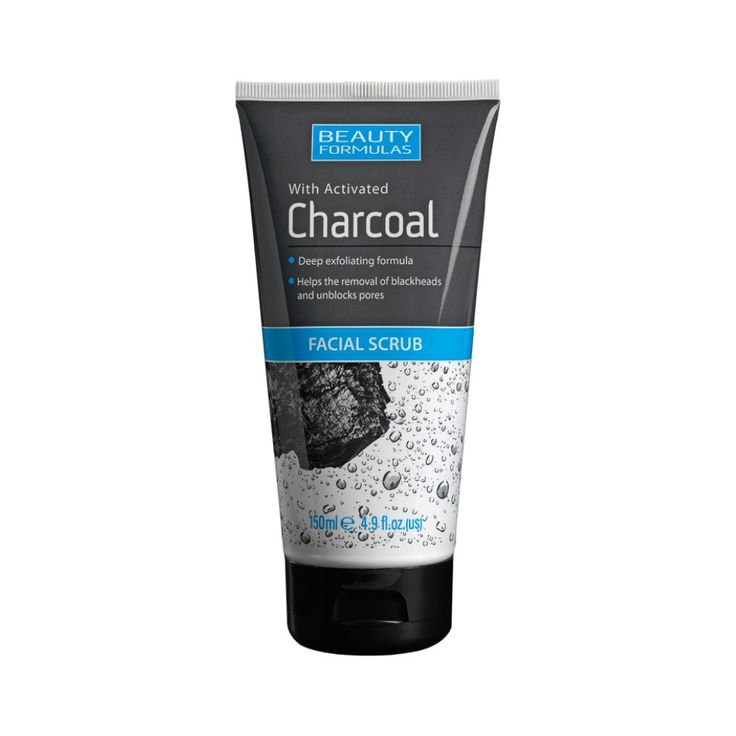 BEAUTY
FORMULAS
With Activated
Charcoal
• Deep exfoliating formula
• Helps the removal of blackheads
and unblocks pores
FACIAL SCRUB
150ml ℮ 4.9 fl.oz.(us)